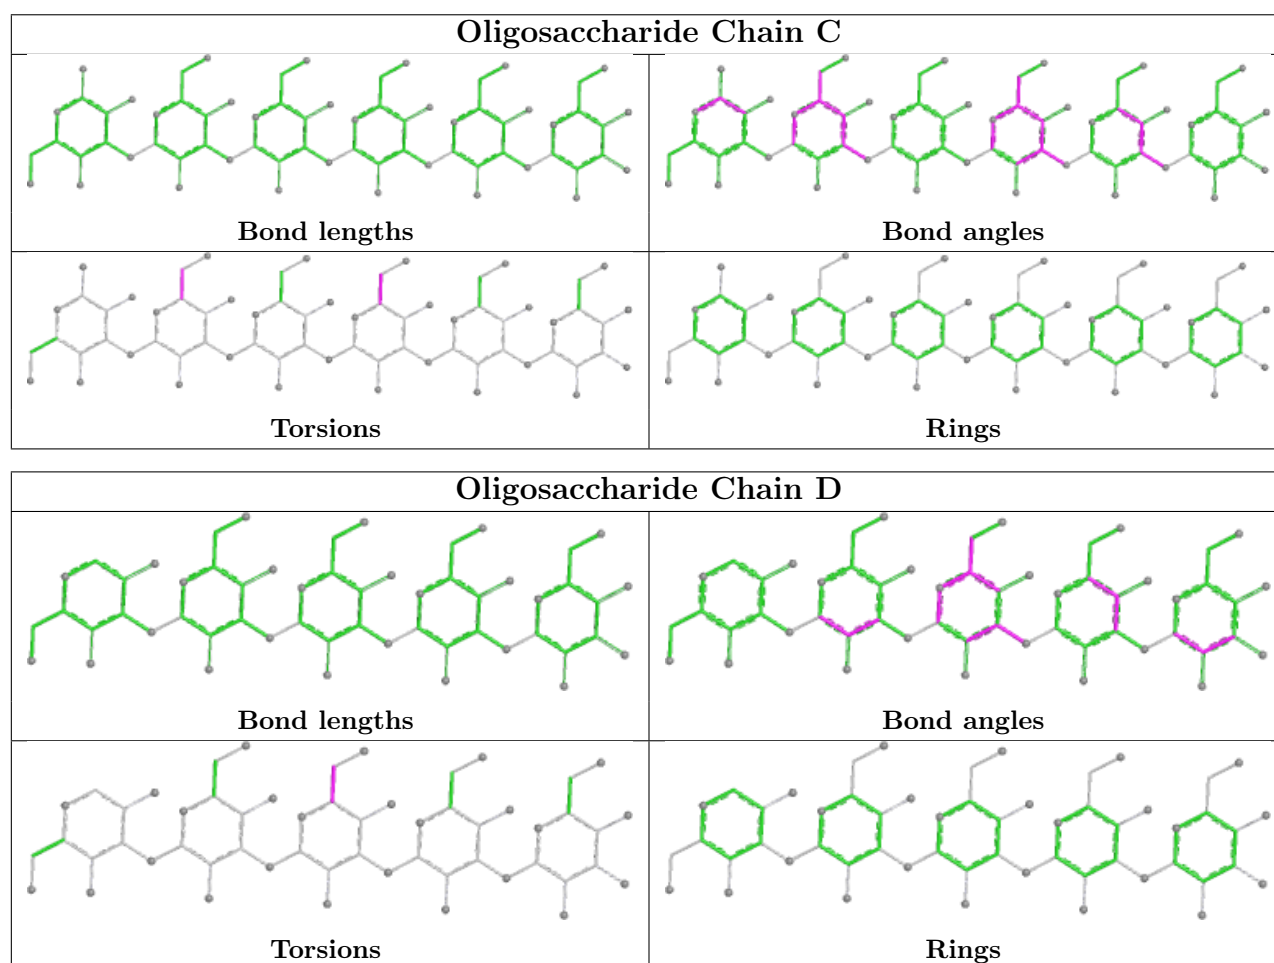 Oligosaccharide Chain C
Bond lengths
Bond angles
Torsions
Rings
Oligosaccharide Chain D
Bond lengths
Bond angles
Torsions
Rings